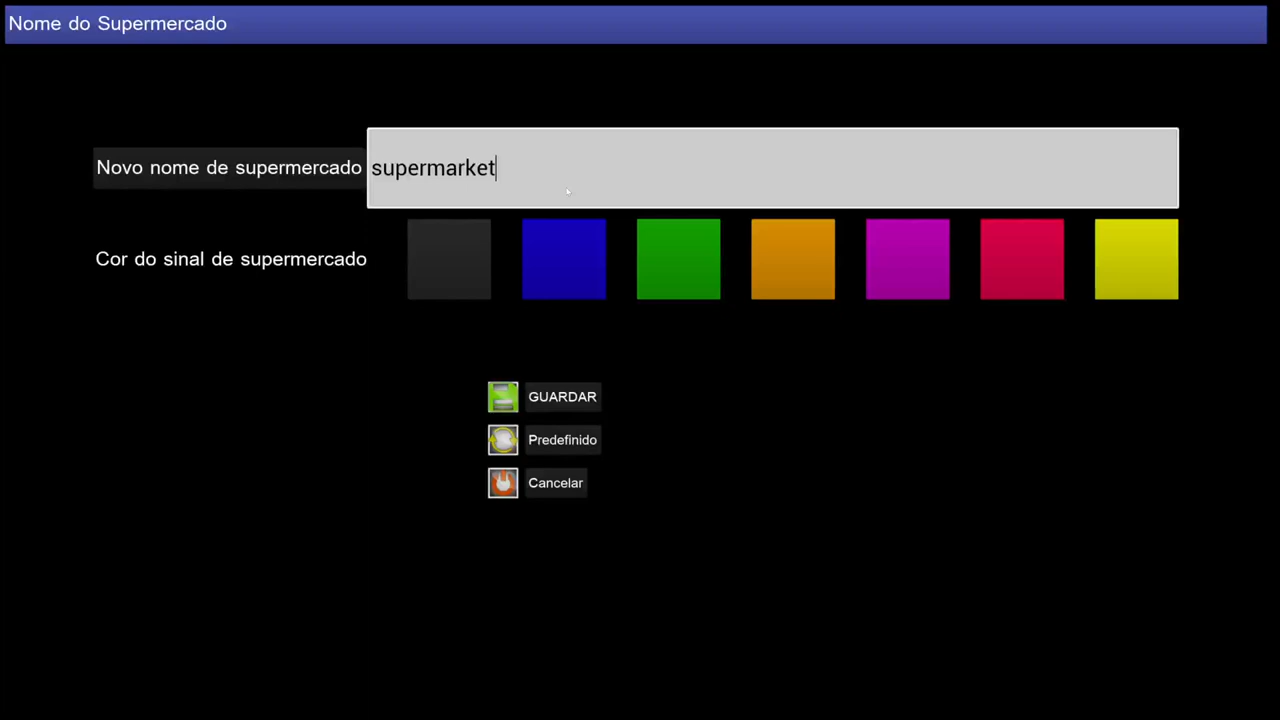 Nome do Supermercado
Novo nome de supermercado
supermarket
Cor do sinal de supermercado
GUARDAR
Predefinido
Cancelar